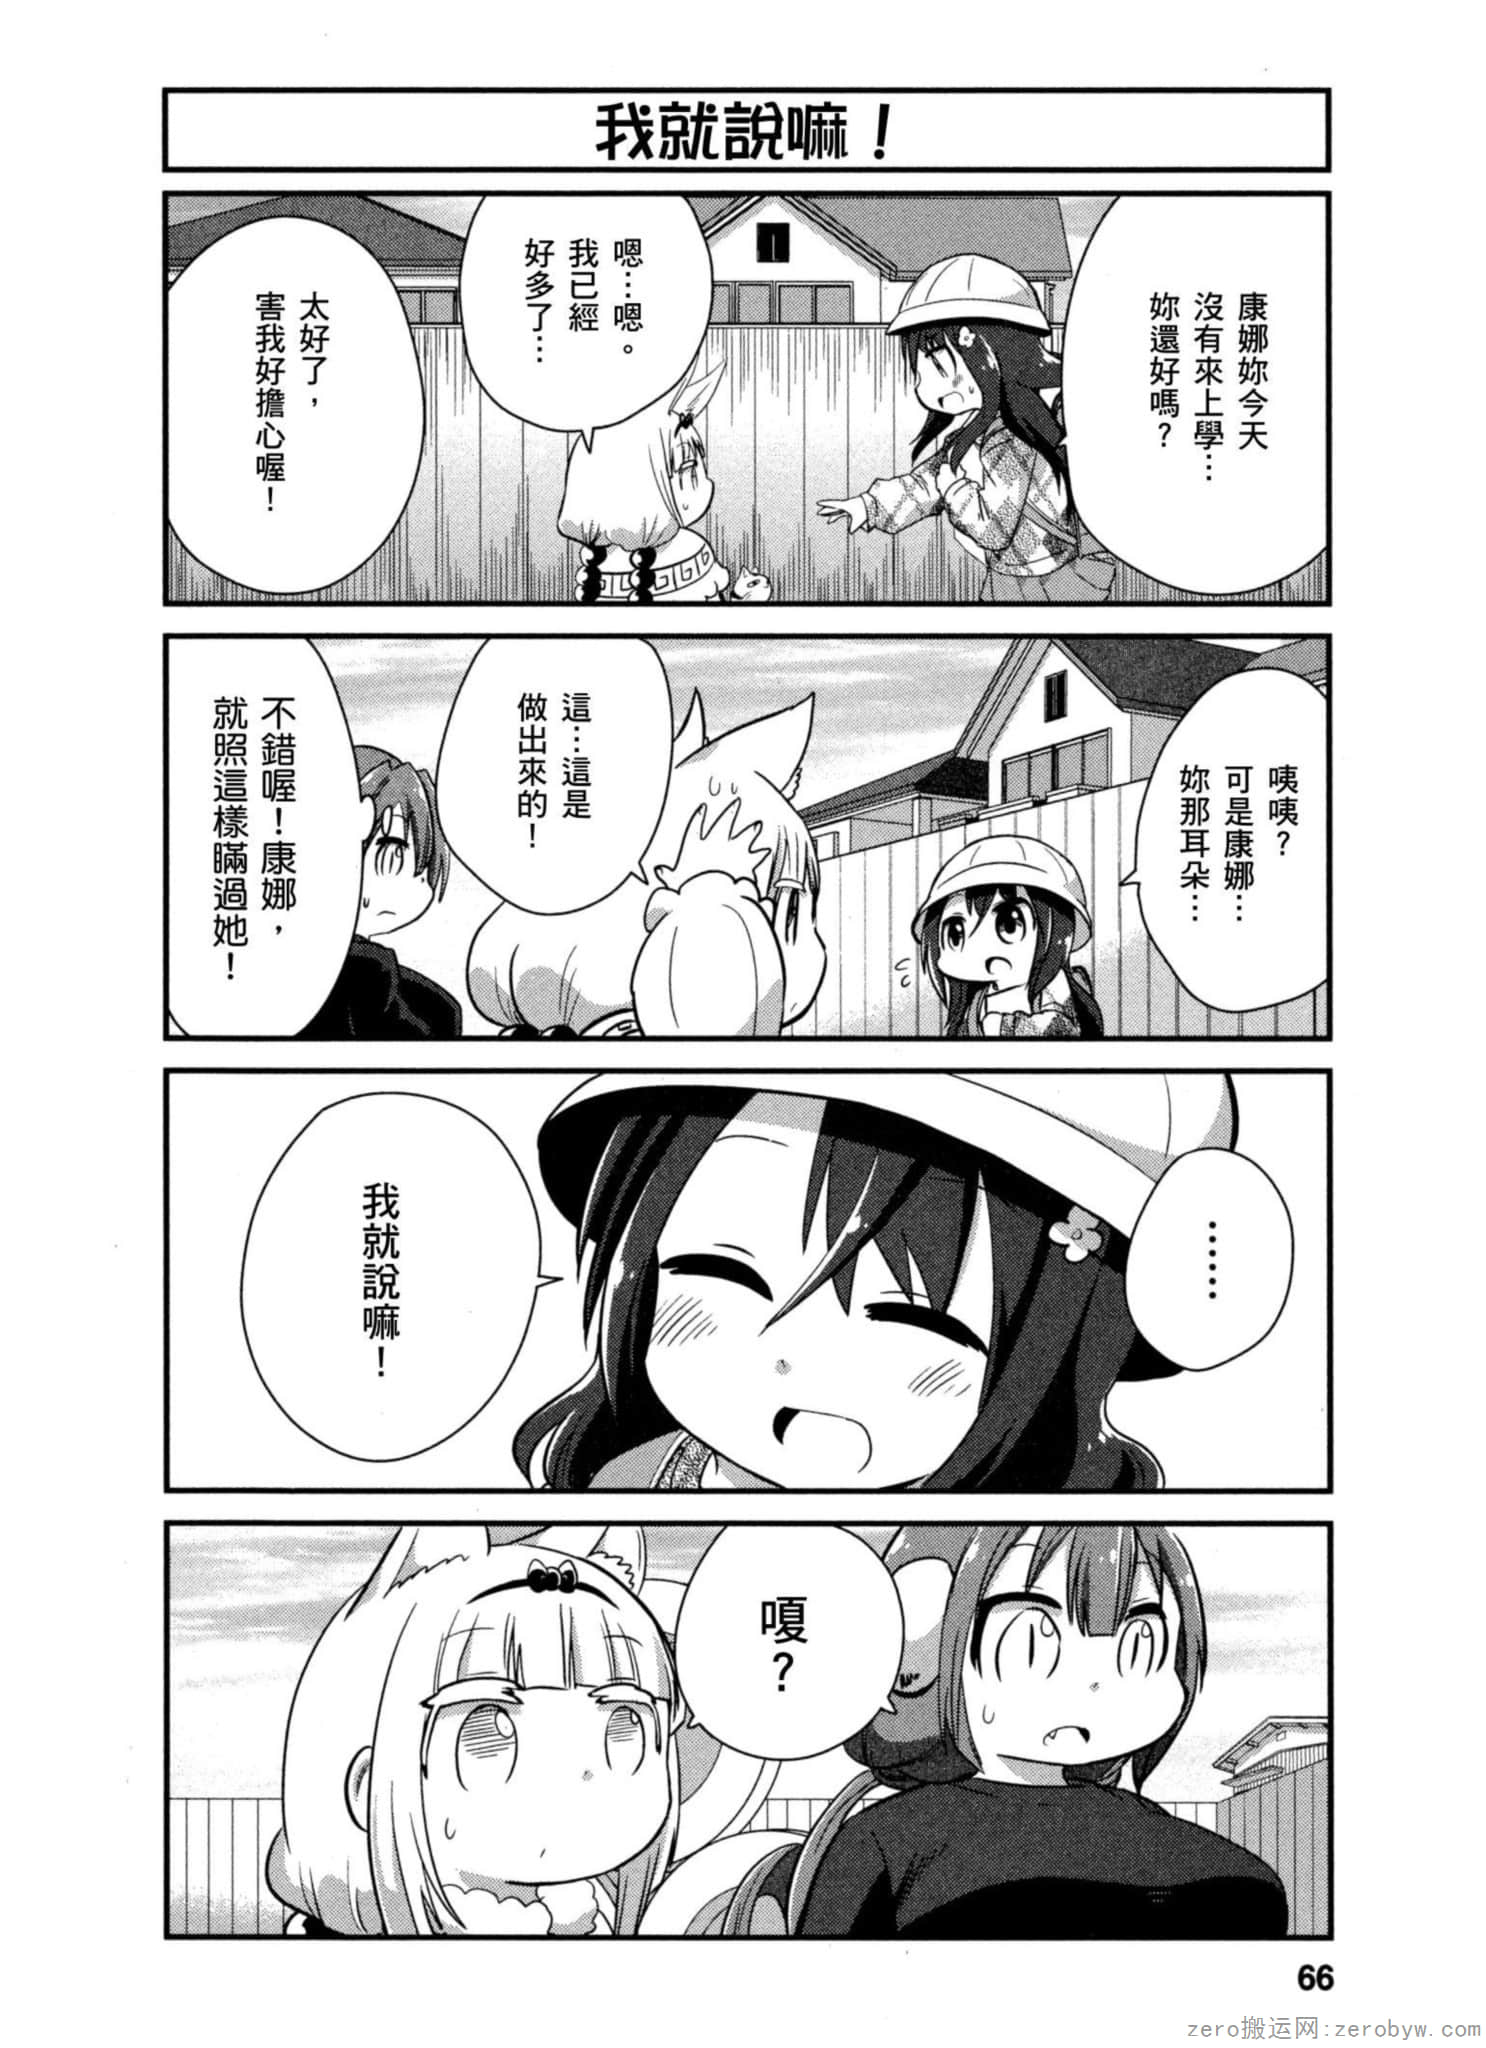 我就說嘛！
康娜妳今天
沒有來上學…
妳還好嗎？
嗯…嗯。
我已經
好多了…
太好了，
害我好擔心喔！
咦咦？
可是康娜…
妳那耳朵…
這…這是
做出來的！
不錯喔！康娜，
就照這樣瞞過她！
……
我就說嘛！
嗄？
66
zero搬运网:zerobyw.com